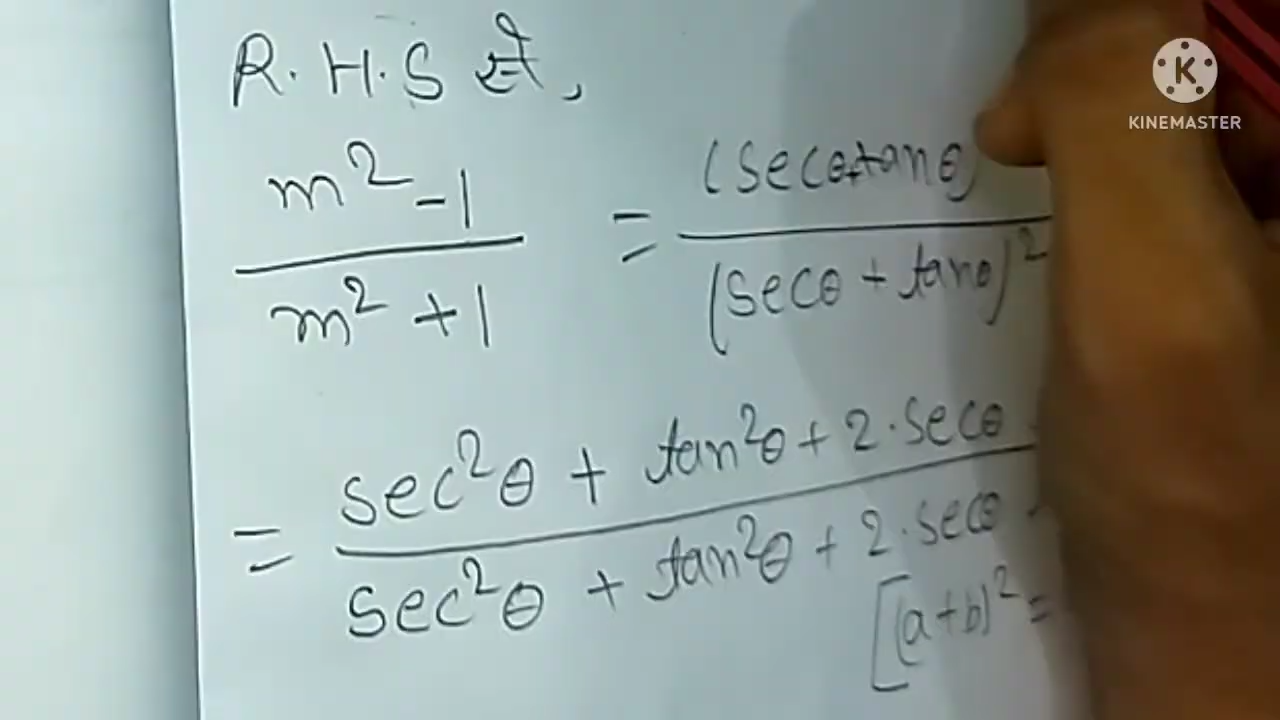 R.H.S से,
m² - 1 / m² + 1 = (secθ+tanθ) / (secθ + tanθ)²
= sec²θ + tan²θ + 2·secθ / sec²θ + tan²θ + 2·secθ
[(a+b)² =
K
KINEMASTER